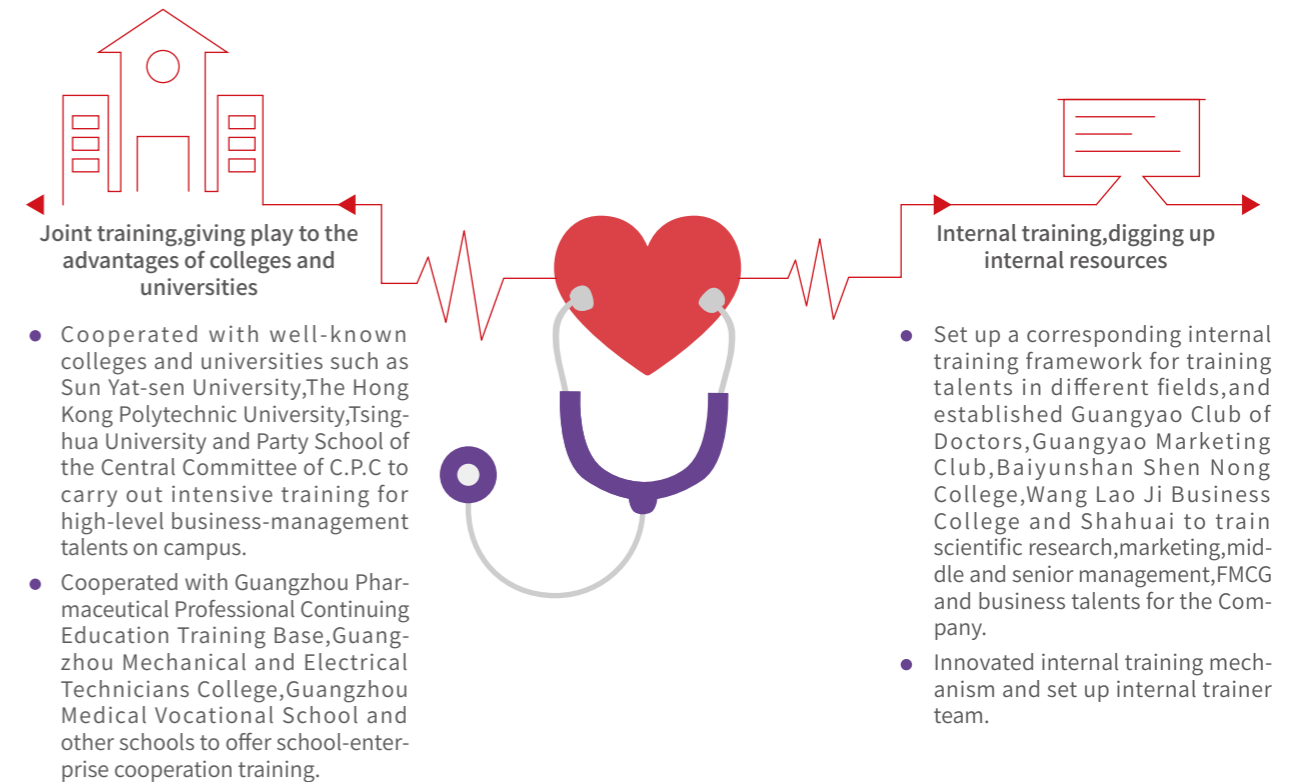 Joint training,giving play to the
advantages of colleges and
universities
● Cooperated with well-known
colleges and universities such as
Sun Yat-sen University,The Hong
Kong Polytechnic University,Tsing-
hua University and Party School of
the Central Committee of C.P.C to
carry out intensive training for
high-level business-management
talents on campus.
● Cooperated with Guangzhou Phar-
maceutical Professional Continuing
Education Training Base,Guang-
zhou Mechanical and Electrical
Technicians College,Guangzhou
Medical Vocational School and
other schools to offer school-enter-
prise cooperation training.
Internal training,digging up
internal resources
● Set up a corresponding internal
training framework for training
talents in different fields,and
established Guangyao Club of
Doctors,Guangyao Marketing
Club,Baiyunshan Shen Nong
College,Wang Lao Ji Business
College and Shahuai to train
scientific research,marketing,mid-
dle and senior management,FMCG
and business talents for the Com-
pany.
● Innovated internal training mech-
anism and set up internal trainer
team.